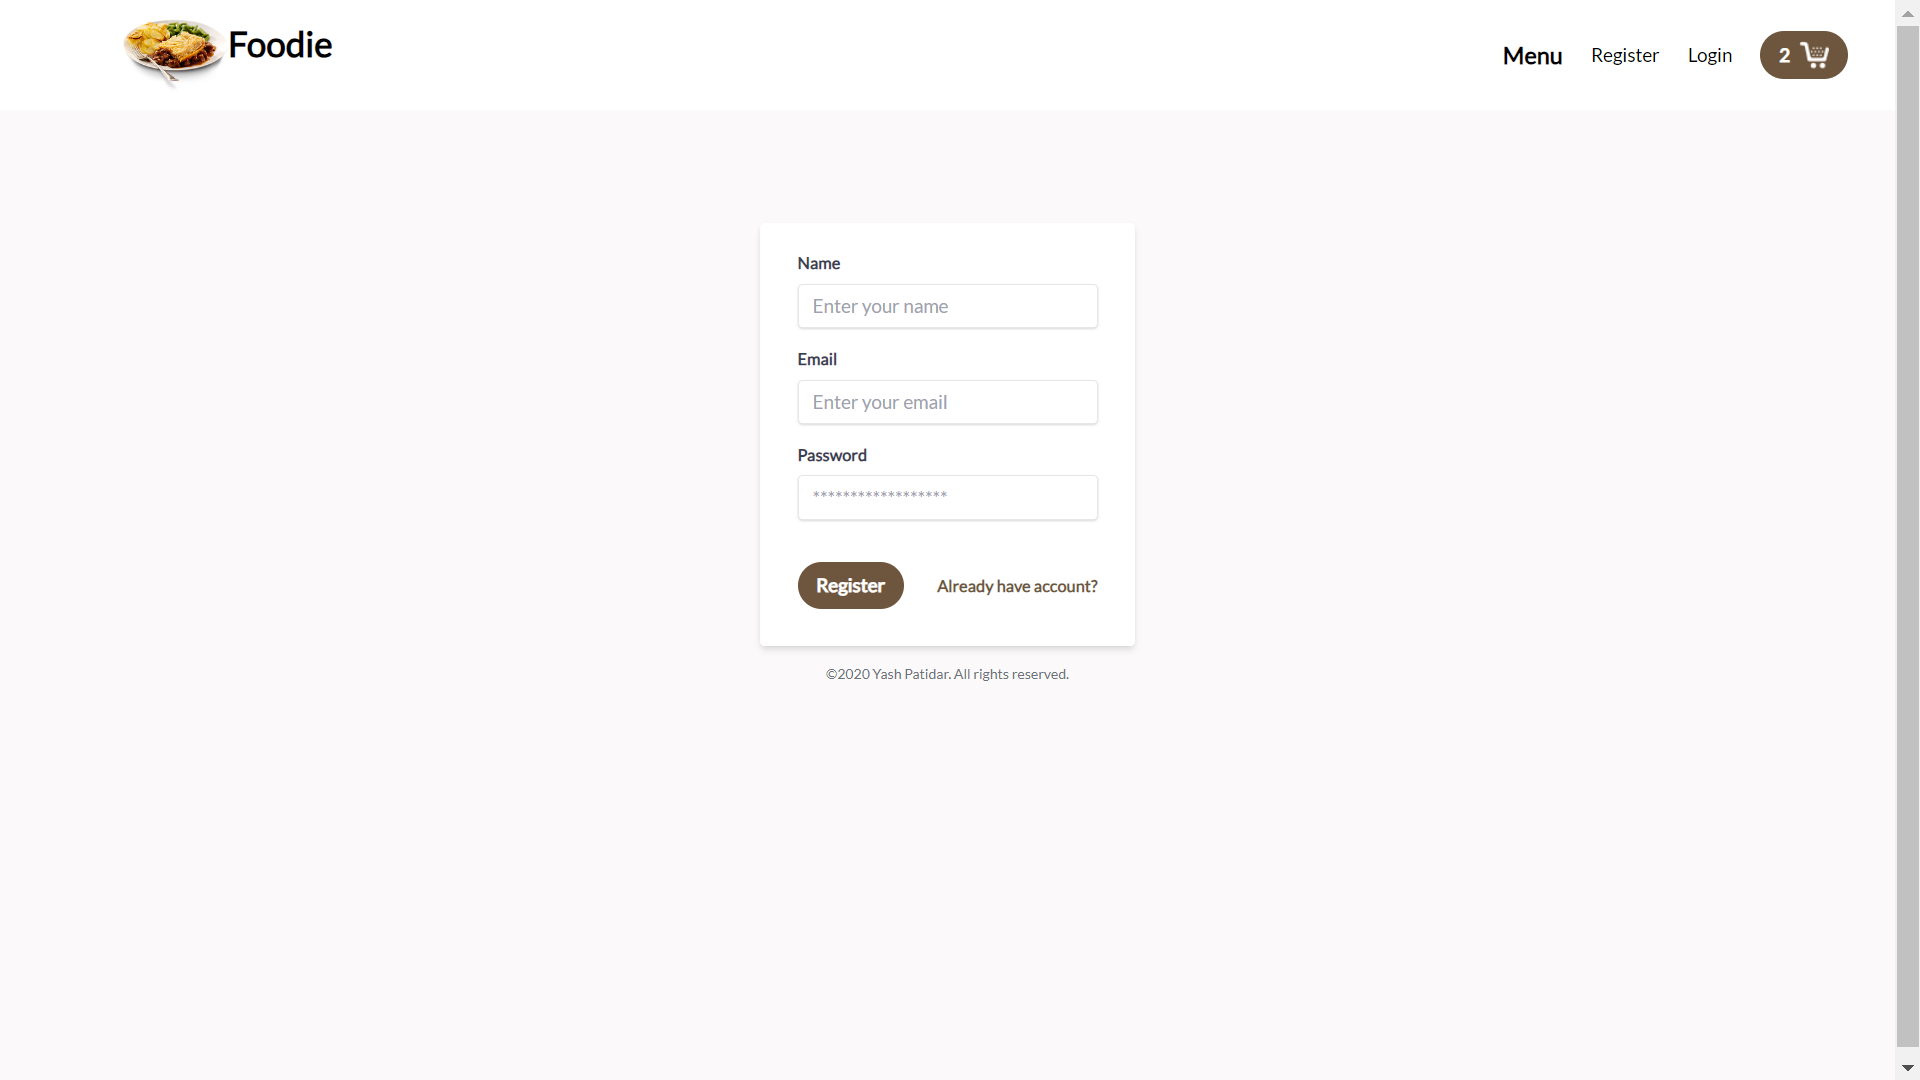 Foodie
Menu Register Login 2
Name
Enter your name
Email
Enter your email
Password
******************
Register Already have account?
©2020 Yash Patidar. All rights reserved.